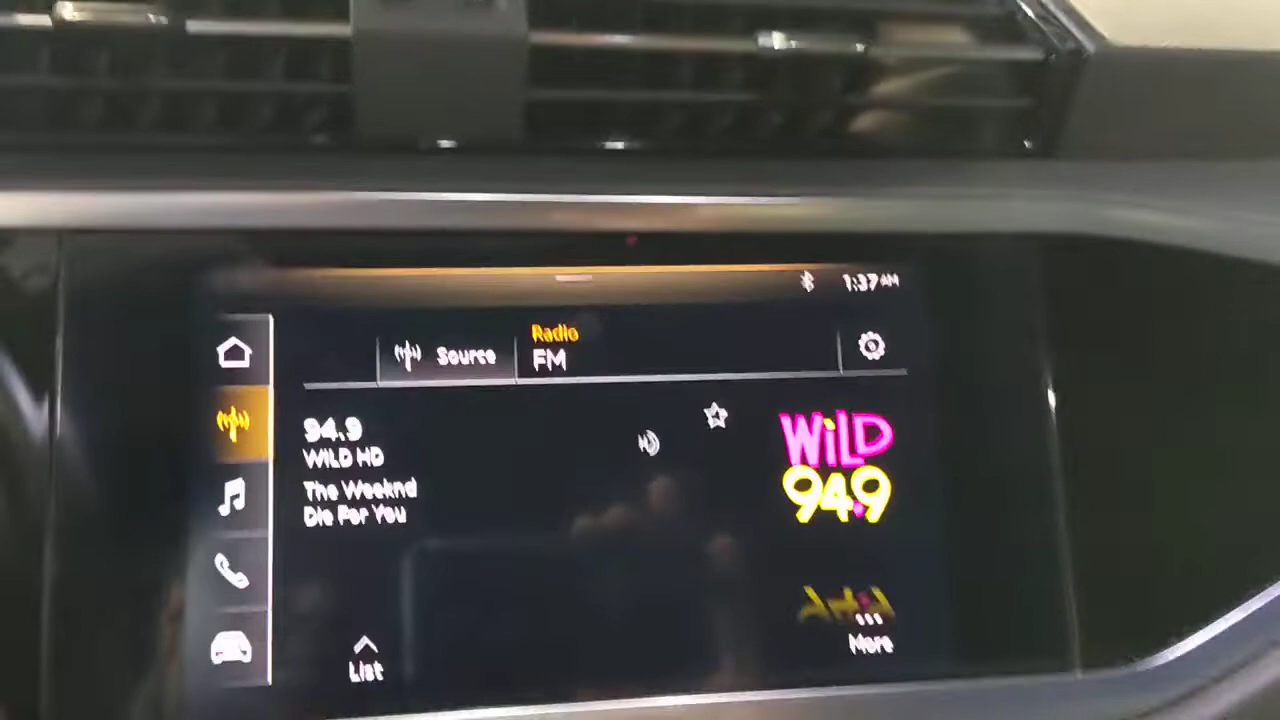 1:37 AM
Source
Radio
FM
94.9
WILD HD
The Weeknd
Die For You
WiLD
94.9
List
More